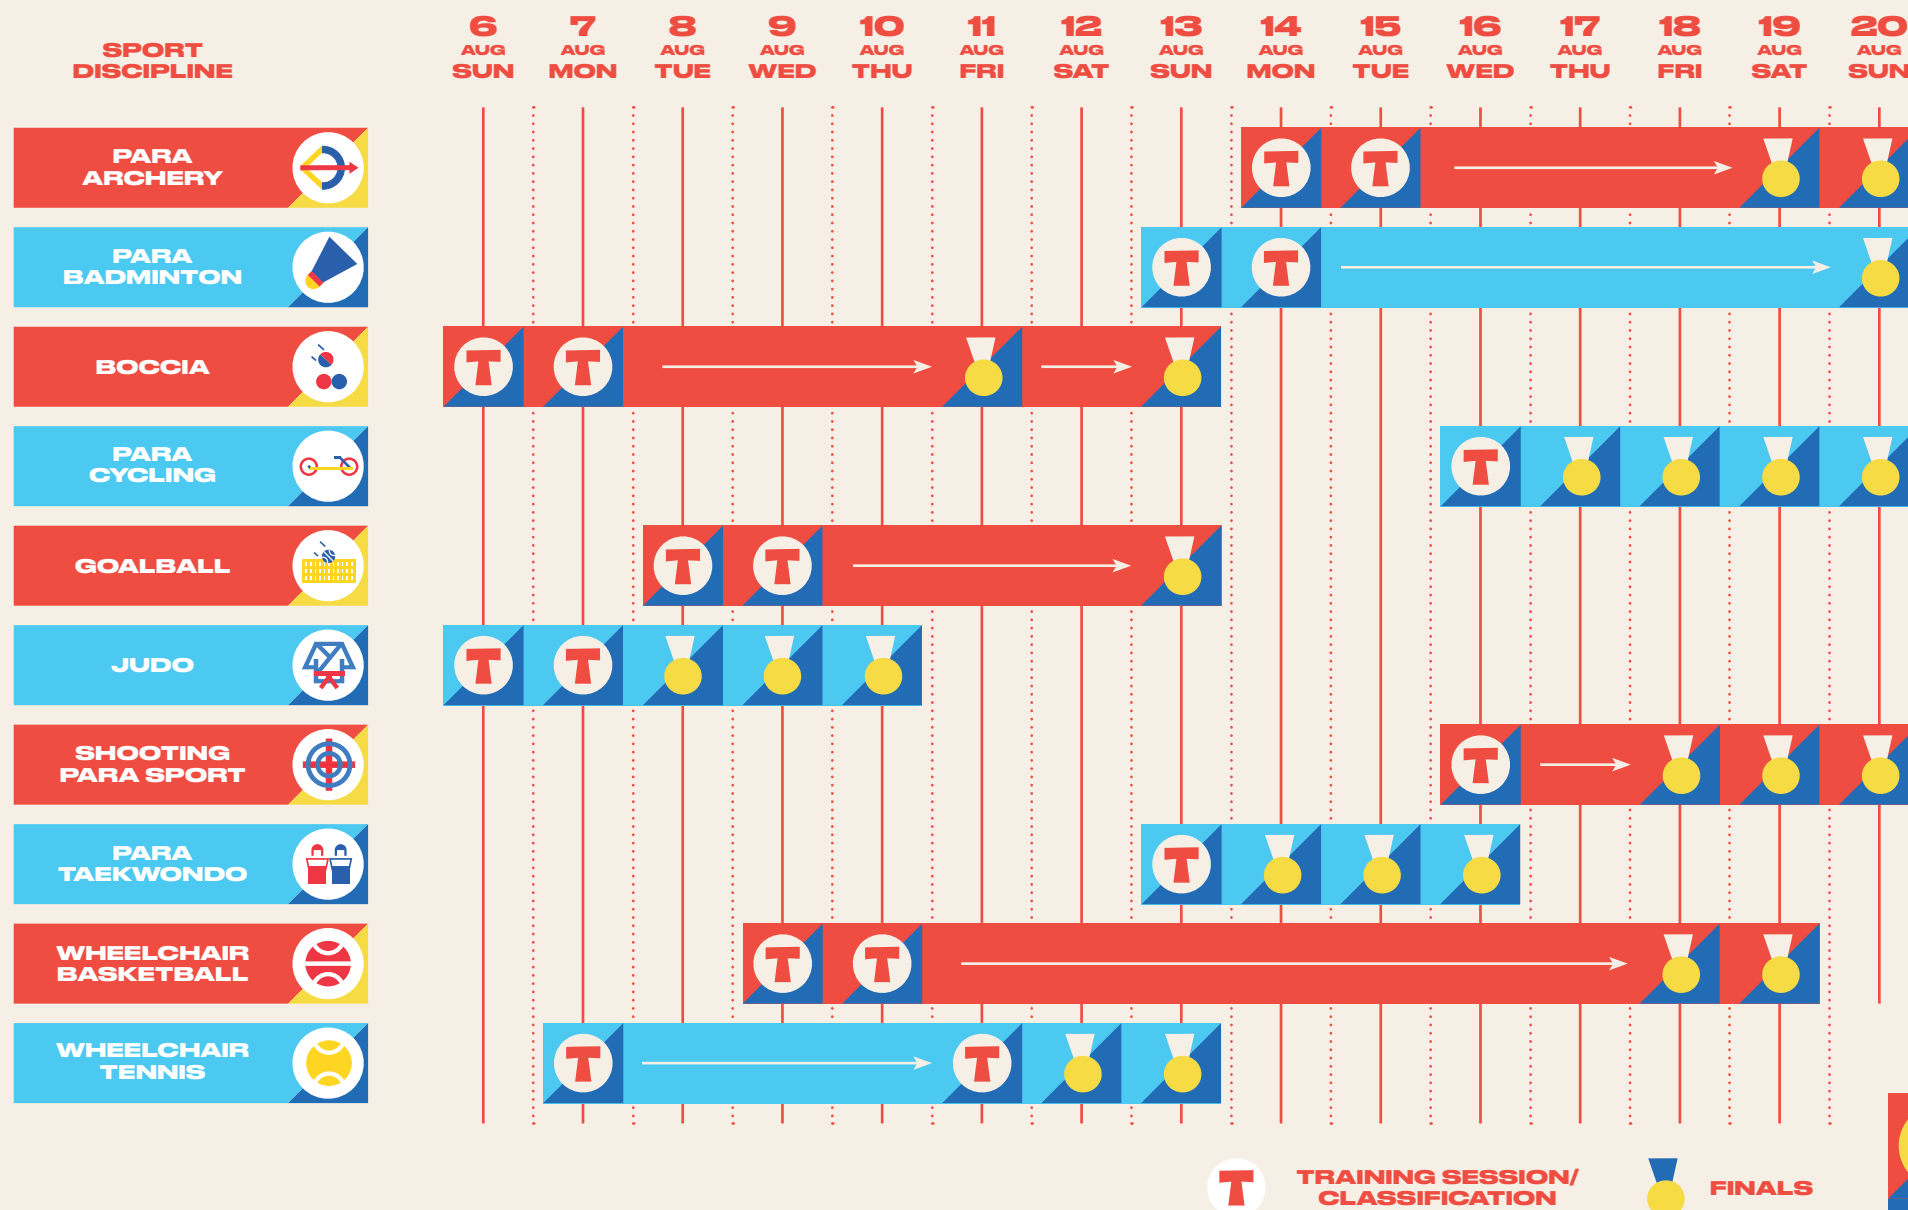 SPORT
DISCIPLINE
6
AUG
SUN
7
AUG
MON
8
AUG
TUE
9
AUG
WED
10
AUG
THU
11
AUG
FRI
12
AUG
SAT
13
AUG
SUN
14
AUG
MON
15
AUG
TUE
16
AUG
WED
17
AUG
THU
18
AUG
FRI
19
AUG
SAT
20
AUG
SUN
PARA
ARCHERY
T
T
PARA
BADMINTON
T
T
BOCCIA
T
T
PARA
CYCLING
T
GOALBALL
T
T
JUDO
T
T
SHOOTING
PARA SPORT
T
PARA
TAEKWONDO
T
WHEELCHAIR
BASKETBALL
T
T
WHEELCHAIR
TENNIS
T
T
T
TRAINING SESSION/
CLASSIFICATION
FINALS